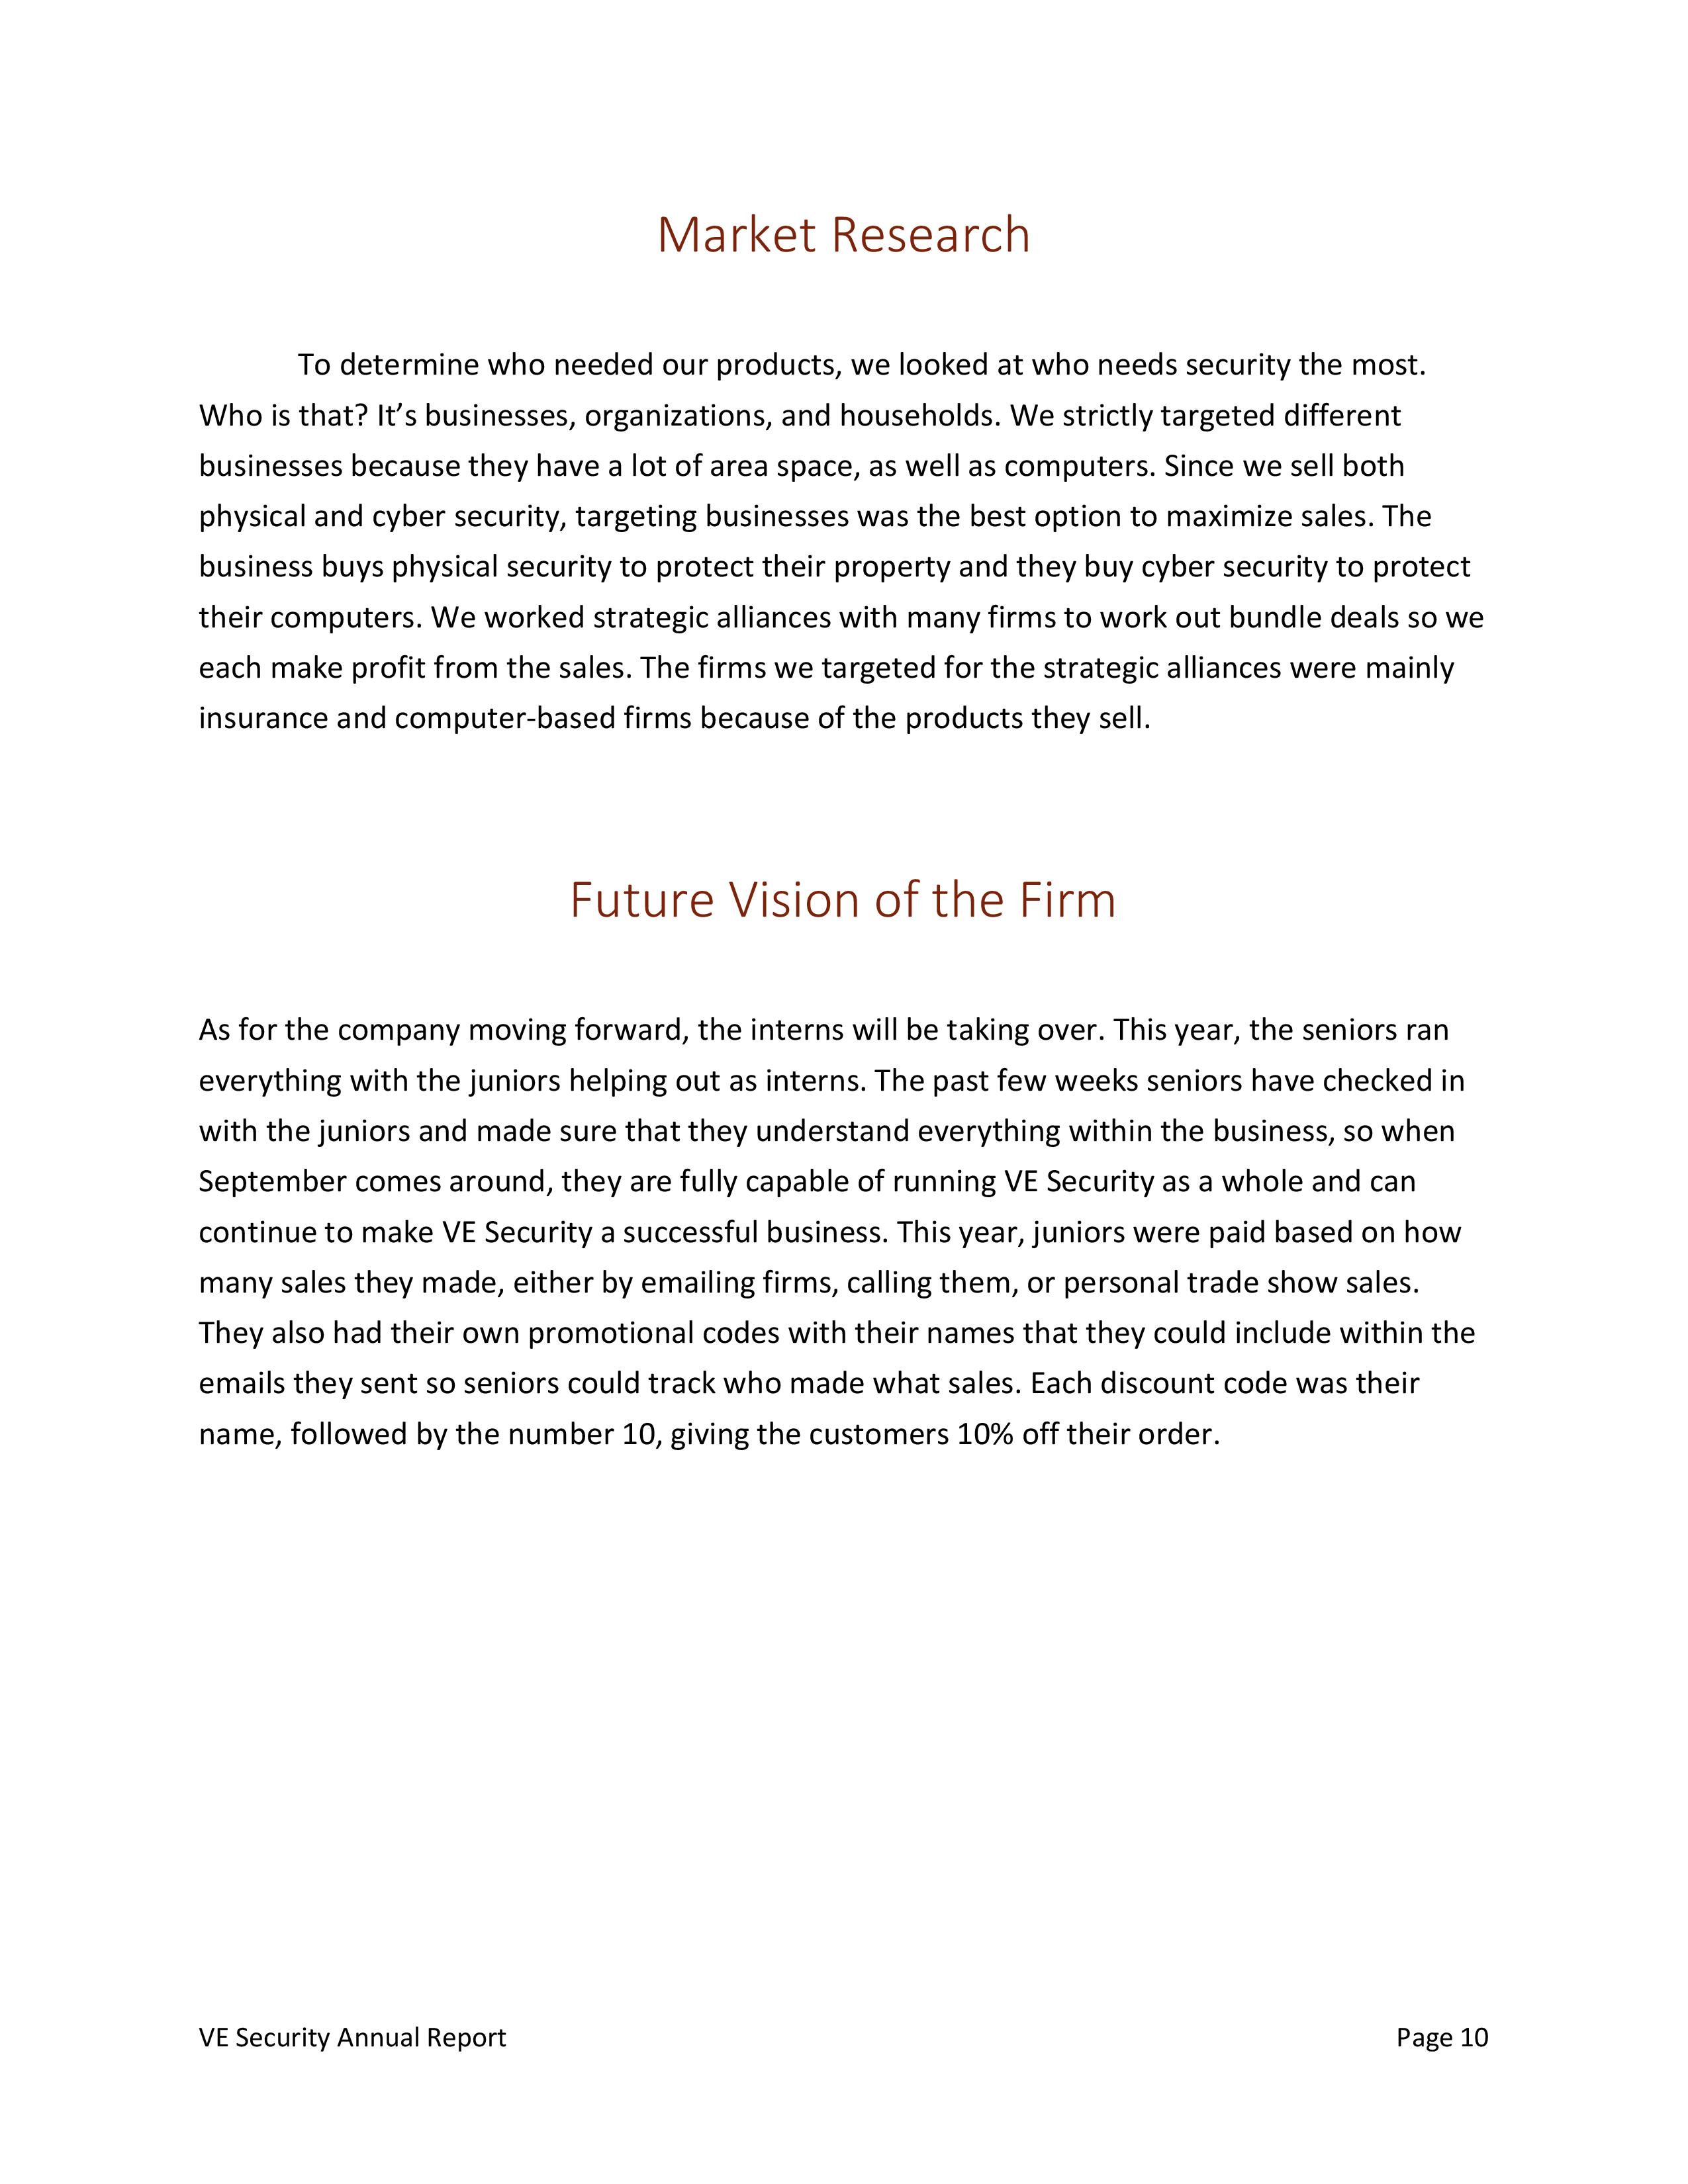 Market Research
To determine who needed our products, we looked at who needs security the most.
Who is that? It’s businesses, organizations, and households. We strictly targeted different
businesses because they have a lot of area space, as well as computers. Since we sell both
physical and cyber security, targeting businesses was the best option to maximize sales. The
business buys physical security to protect their property and they buy cyber security to protect
their computers. We worked strategic alliances with many firms to work out bundle deals so we
each make profit from the sales. The firms we targeted for the strategic alliances were mainly
insurance and computer-based firms because of the products they sell.
Future Vision of the Firm
As for the company moving forward, the interns will be taking over. This year, the seniors ran
everything with the juniors helping out as interns. The past few weeks seniors have checked in
with the juniors and made sure that they understand everything within the business, so when
September comes around, they are fully capable of running VE Security as a whole and can
continue to make VE Security a successful business. This year, juniors were paid based on how
many sales they made, either by emailing firms, calling them, or personal trade show sales.
They also had their own promotional codes with their names that they could include within the
emails they sent so seniors could track who made what sales. Each discount code was their
name, followed by the number 10, giving the customers 10% off their order.
VE Security Annual Report Page 10